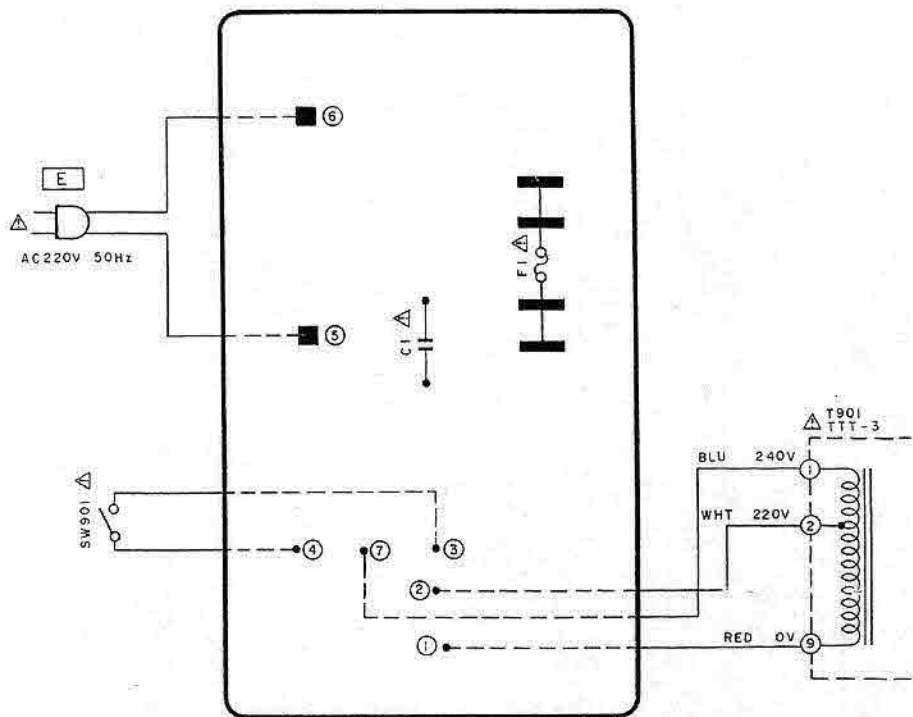 ⑥
E
AC220V 50Hz
F1
⑤
C1
T901
TTT-3
BLU 240V
①
WHT 220V
②
SW901
④
⑦
③
②
①
RED 0V
⑨